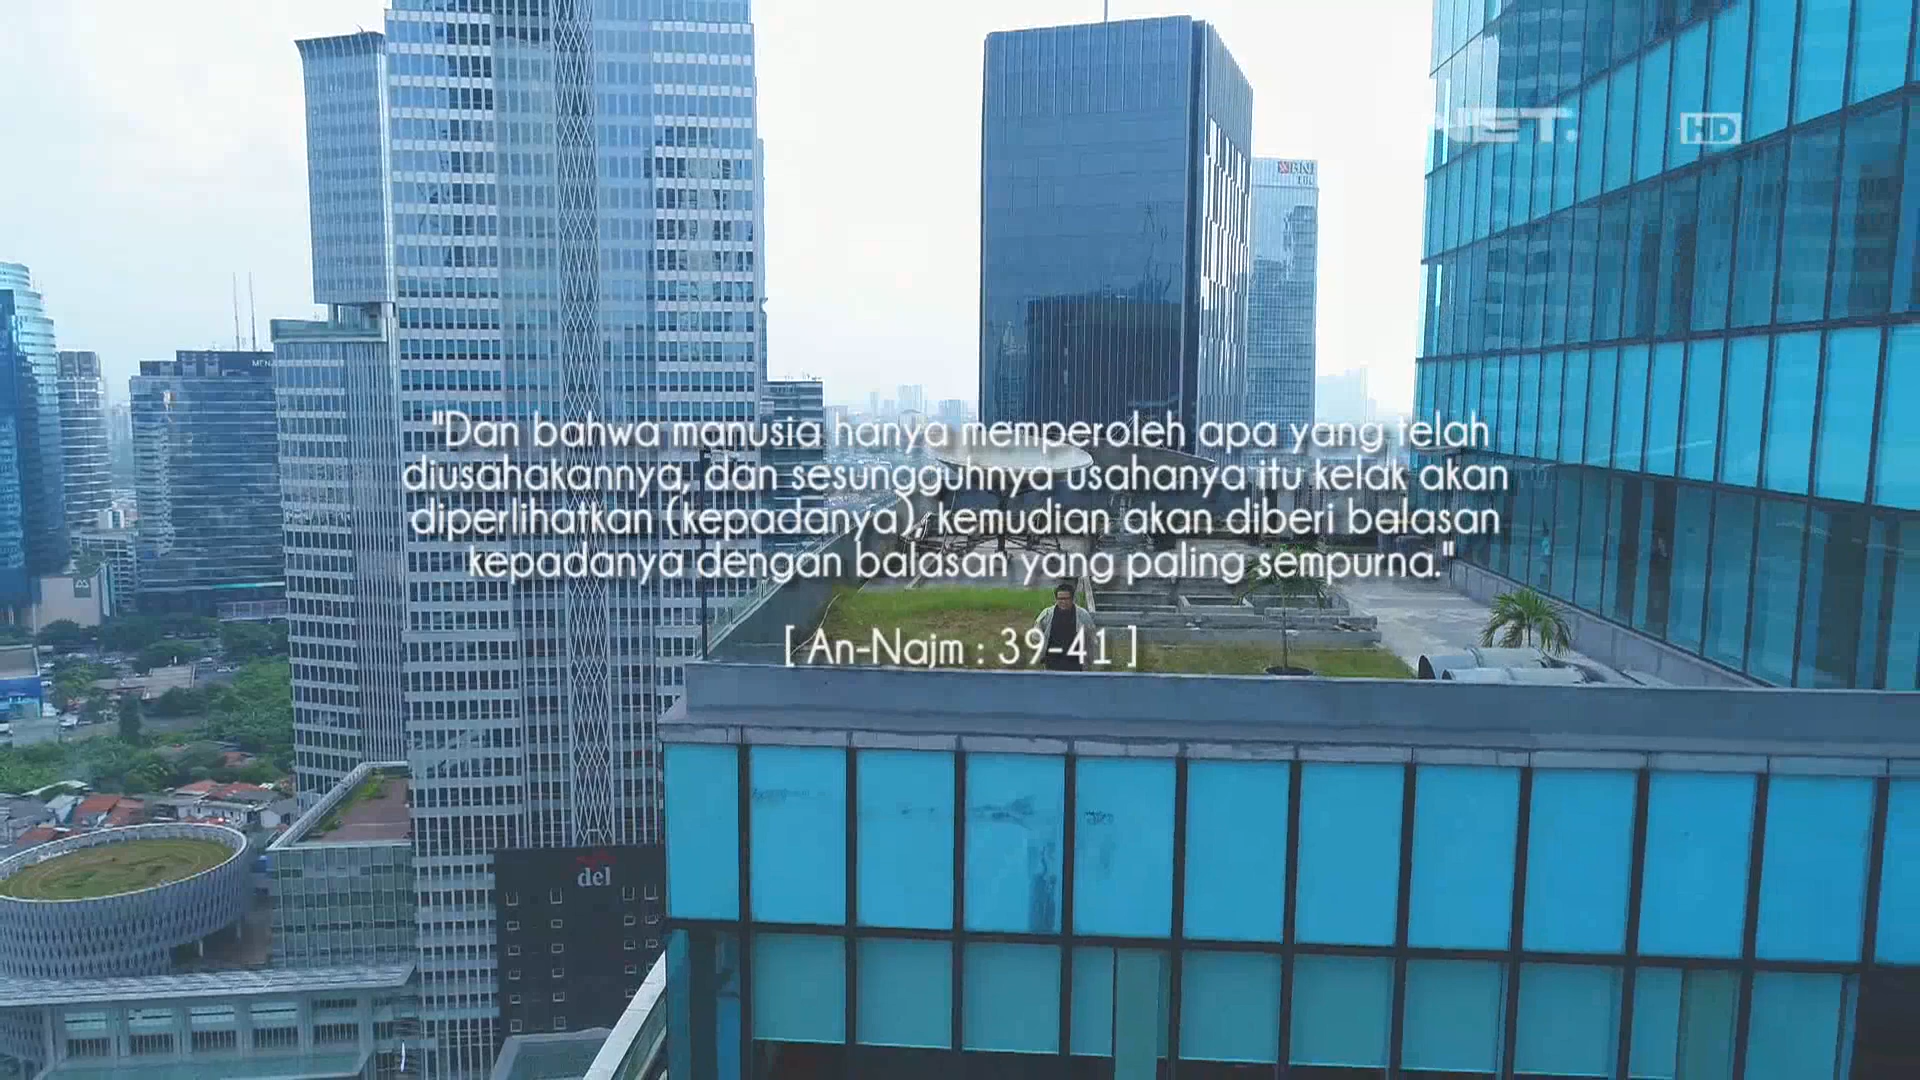 NET.
HD
BNI
"Dan bahwa manusia hanya memperoleh apa yang telah
diusahakannya, dan sesungguhnya usahanya itu kelak akan
diperlihatkan (kepadanya), kemudian akan diberi balasan
kepadanya dengan balasan yang paling sempurna."
[ An-Najm : 39-41 ]
del